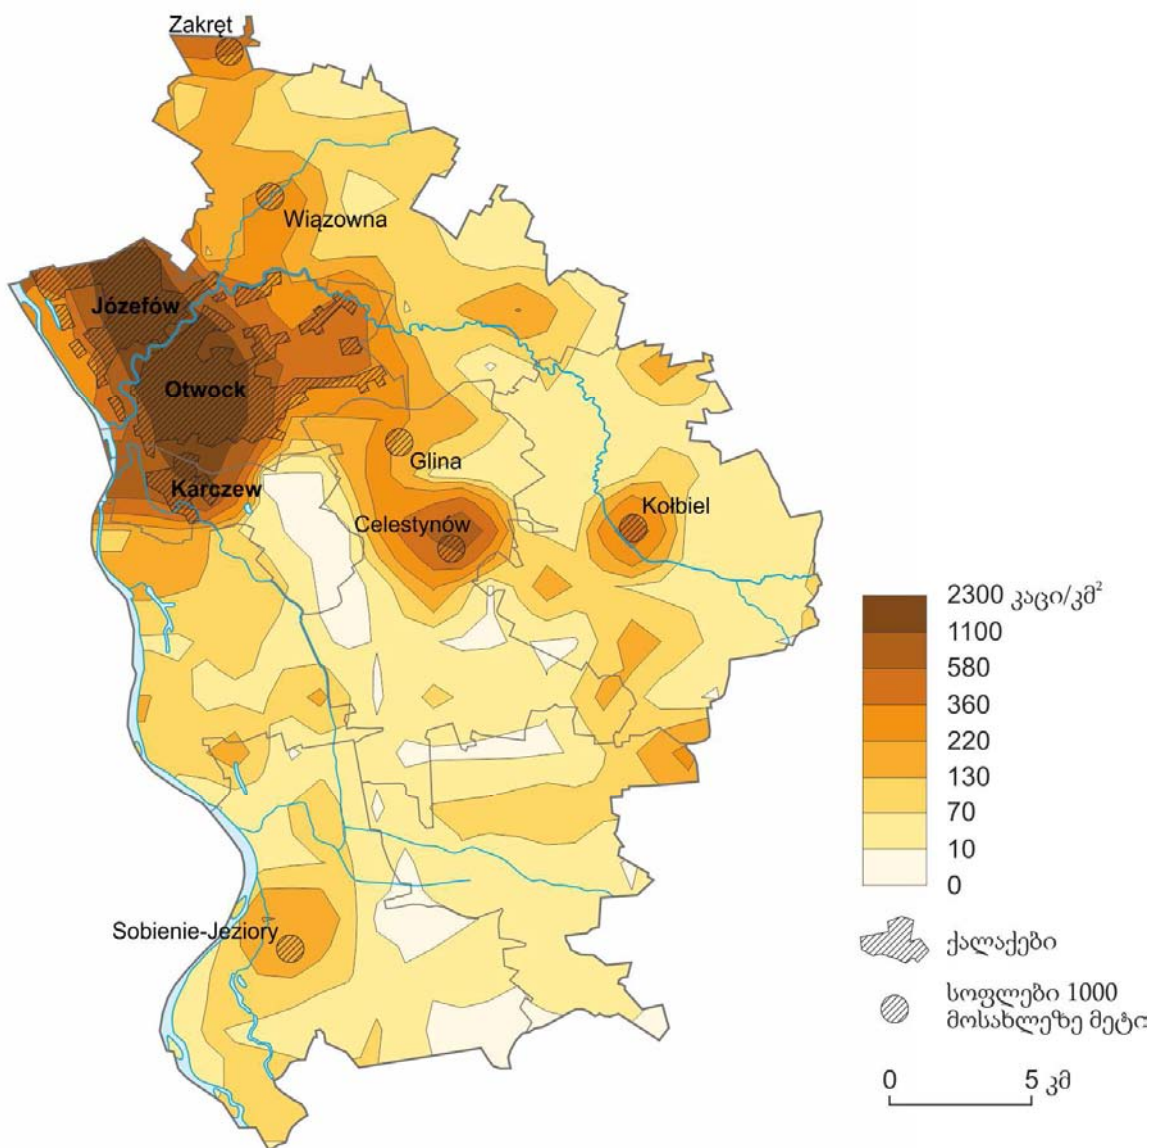 Zakręt
Wiązowna
Józefów
Otwock
Glina
Karczew
Kołbiel
Celestynów
Sobienie-Jeziory
2300 კაცი/კმ²
1100
580
360
220
130
70
10
0
ქალაქები
სოფლები 1000
მოსახლეზე მეტი
0 5 კმ